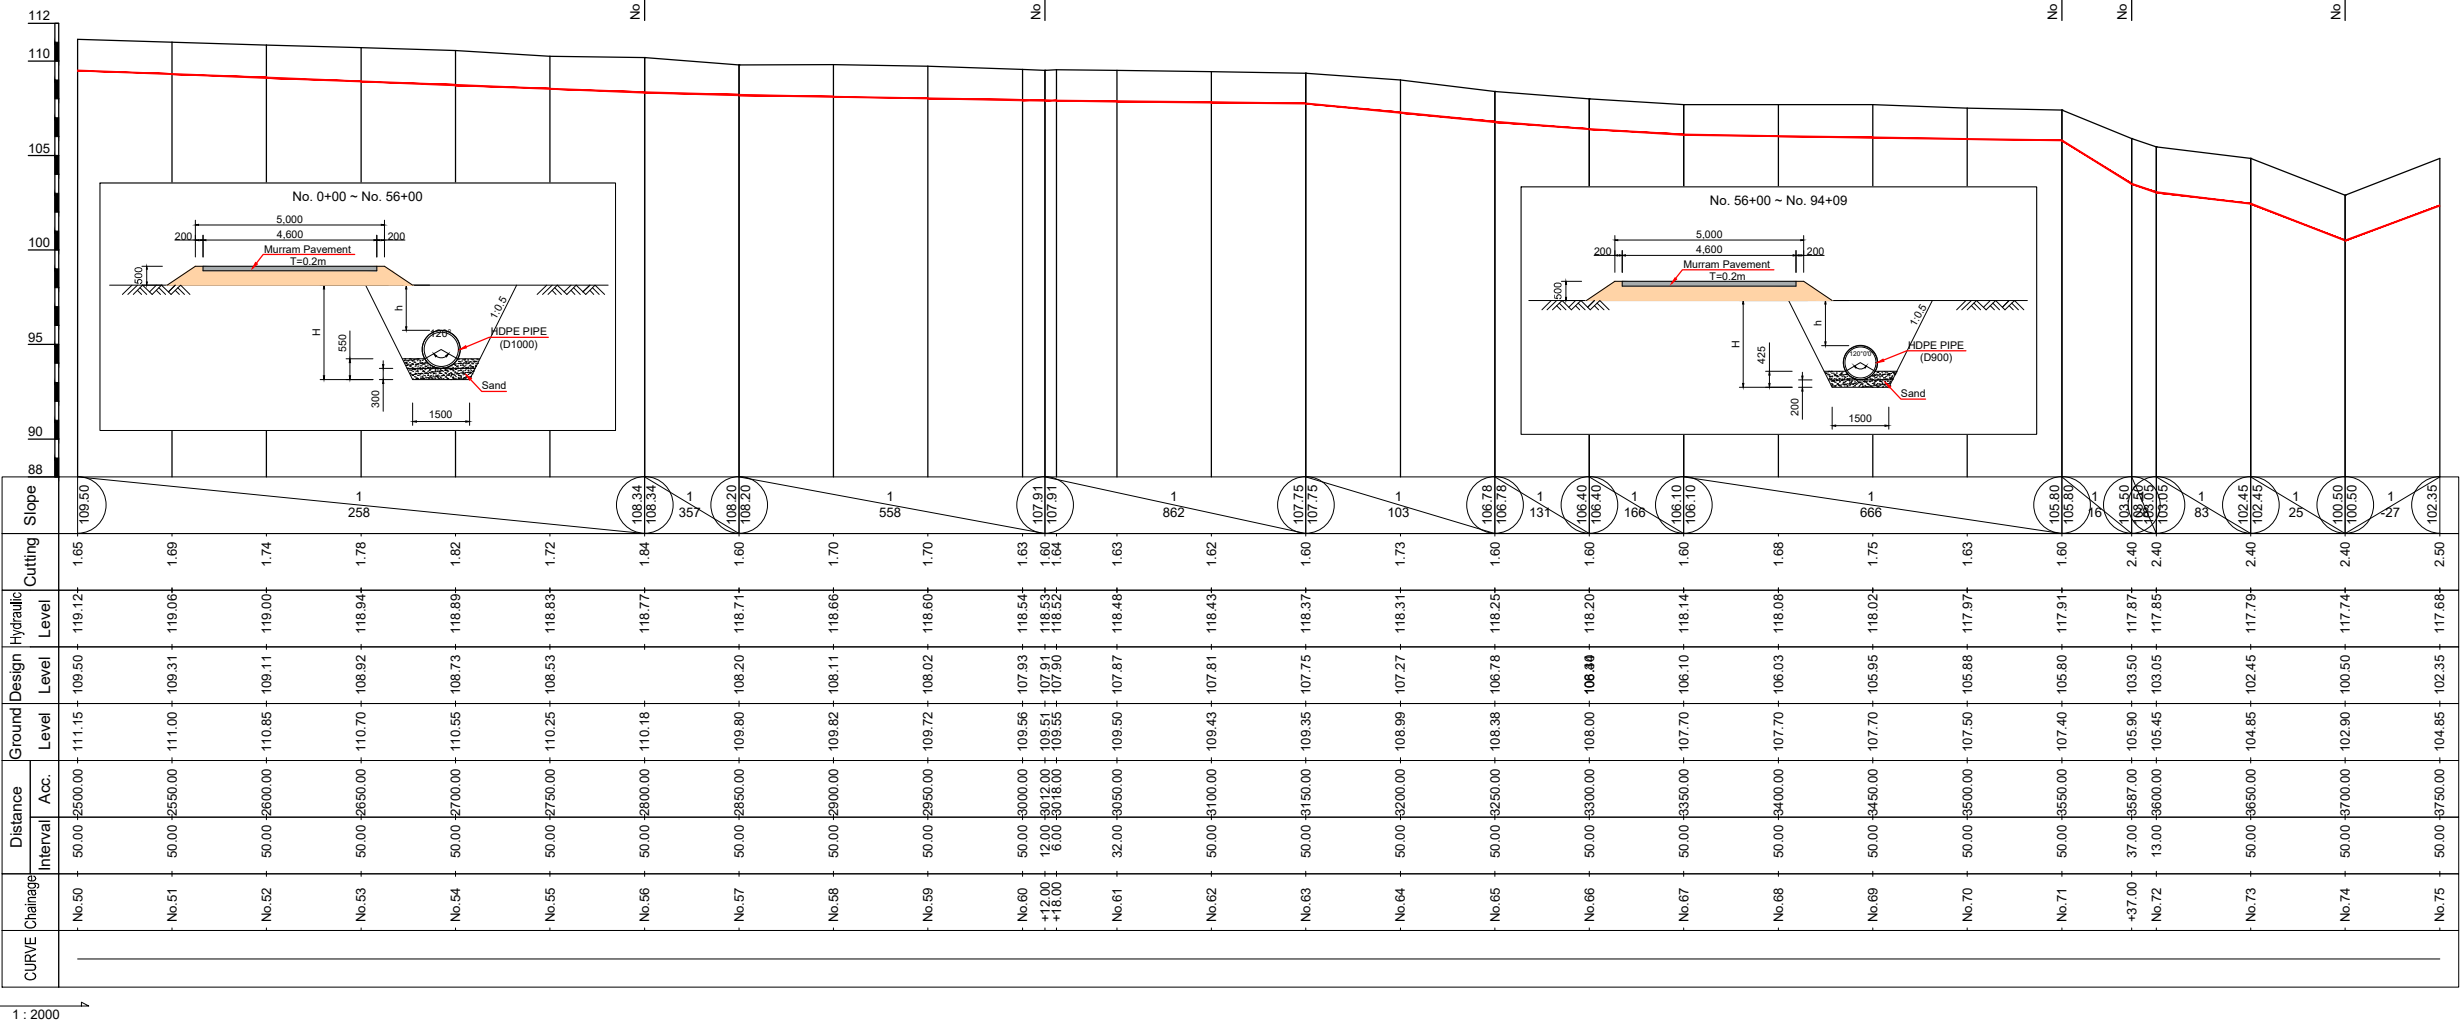 No
No
No
No
No
112
110
105
100
95
90
88
No. 0+00 ~ No. 56+00
5,000
200
4,600
200
Murram Pavement
T=0.2m
500
H
h
1:0.5
120°
HDPE PIPE
(D1000)
550
300
Sand
1500
No. 56+00 ~ No. 94+09
5,000
200
4,600
200
Murram Pavement
T=0.2m
500
H
h
1:0.5
120°00'
HDPE PIPE
(D900)
425
200
Sand
1500
Slope
109.50
1
258
108.34
108.34
1
357
108.20
108.20
1
558
107.91
107.91
1
862
107.75
107.75
1
103
106.78
106.78
1
131
106.40
106.40
1
166
106.10
106.10
1
666
105.80
105.80
1
16
103.50
103.50
103.05
103.05
1
83
102.45
102.45
1
25
100.50
100.50
1
-27
102.35
Cutting
1.65 1.69 1.74 1.78 1.82 1.72 1.84 1.60 1.70 1.70 1.63 1.60 1.64 1.63 1.62 1.60 1.73 1.60 1.60 1.60 1.68 1.75 1.63 1.60 2.40 2.40 2.40 2.40 2.50
Hydraulic
Level
119.12 119.06 119.00 118.94 118.89 118.83 118.77 118.71 118.66 118.60 118.54 118.53 118.52 118.48 118.43 118.37 118.31 118.25 118.20 118.14 118.08 118.02 117.97 117.91 117.87 117.85 117.79 117.74 117.68
Design
Level
109.50 109.31 109.11 108.92 108.73 108.53 108.20 108.11 108.02 107.93 107.91 107.90 107.87 107.81 107.75 107.27 106.78 106.10 106.03 105.95 105.88 105.80 103.50 103.05 102.45 100.50 102.35
Ground
Level
111.15 111.00 110.85 110.70 110.55 110.25 110.18 109.80 109.82 109.72 109.56 109.51 109.55 109.50 109.43 109.35 108.99 108.38 108.00 107.70 107.70 107.70 107.50 107.40 105.90 105.45 104.85 102.90 104.85
Distance
Acc.
2500.00 2550.00 2600.00 2650.00 2700.00 2750.00 2800.00 2850.00 2900.00 2950.00 3000.00 3012.00 3018.00 3050.00 3100.00 3150.00 3200.00 3250.00 3300.00 3350.00 3400.00 3450.00 3500.00 3550.00 3587.00 3600.00 3650.00 3700.00 3750.00
Interval
50.00 50.00 50.00 50.00 50.00 50.00 50.00 50.00 50.00 50.00 50.00 12.00 6.00 32.00 50.00 50.00 50.00 50.00 50.00 50.00 50.00 50.00 50.00 50.00 37.00 13.00 50.00 50.00 50.00
Chainage
No.50 No.51 No.52 No.53 No.54 No.55 No.56 No.57 No.58 No.59 No.60 +12.00 +18.00 No.61 No.62 No.63 No.64 No.65 No.66 No.67 No.68 No.69 No.70 No.71 +37.00 No.72 No.73 No.74 No.75
CURVE
1 : 2000